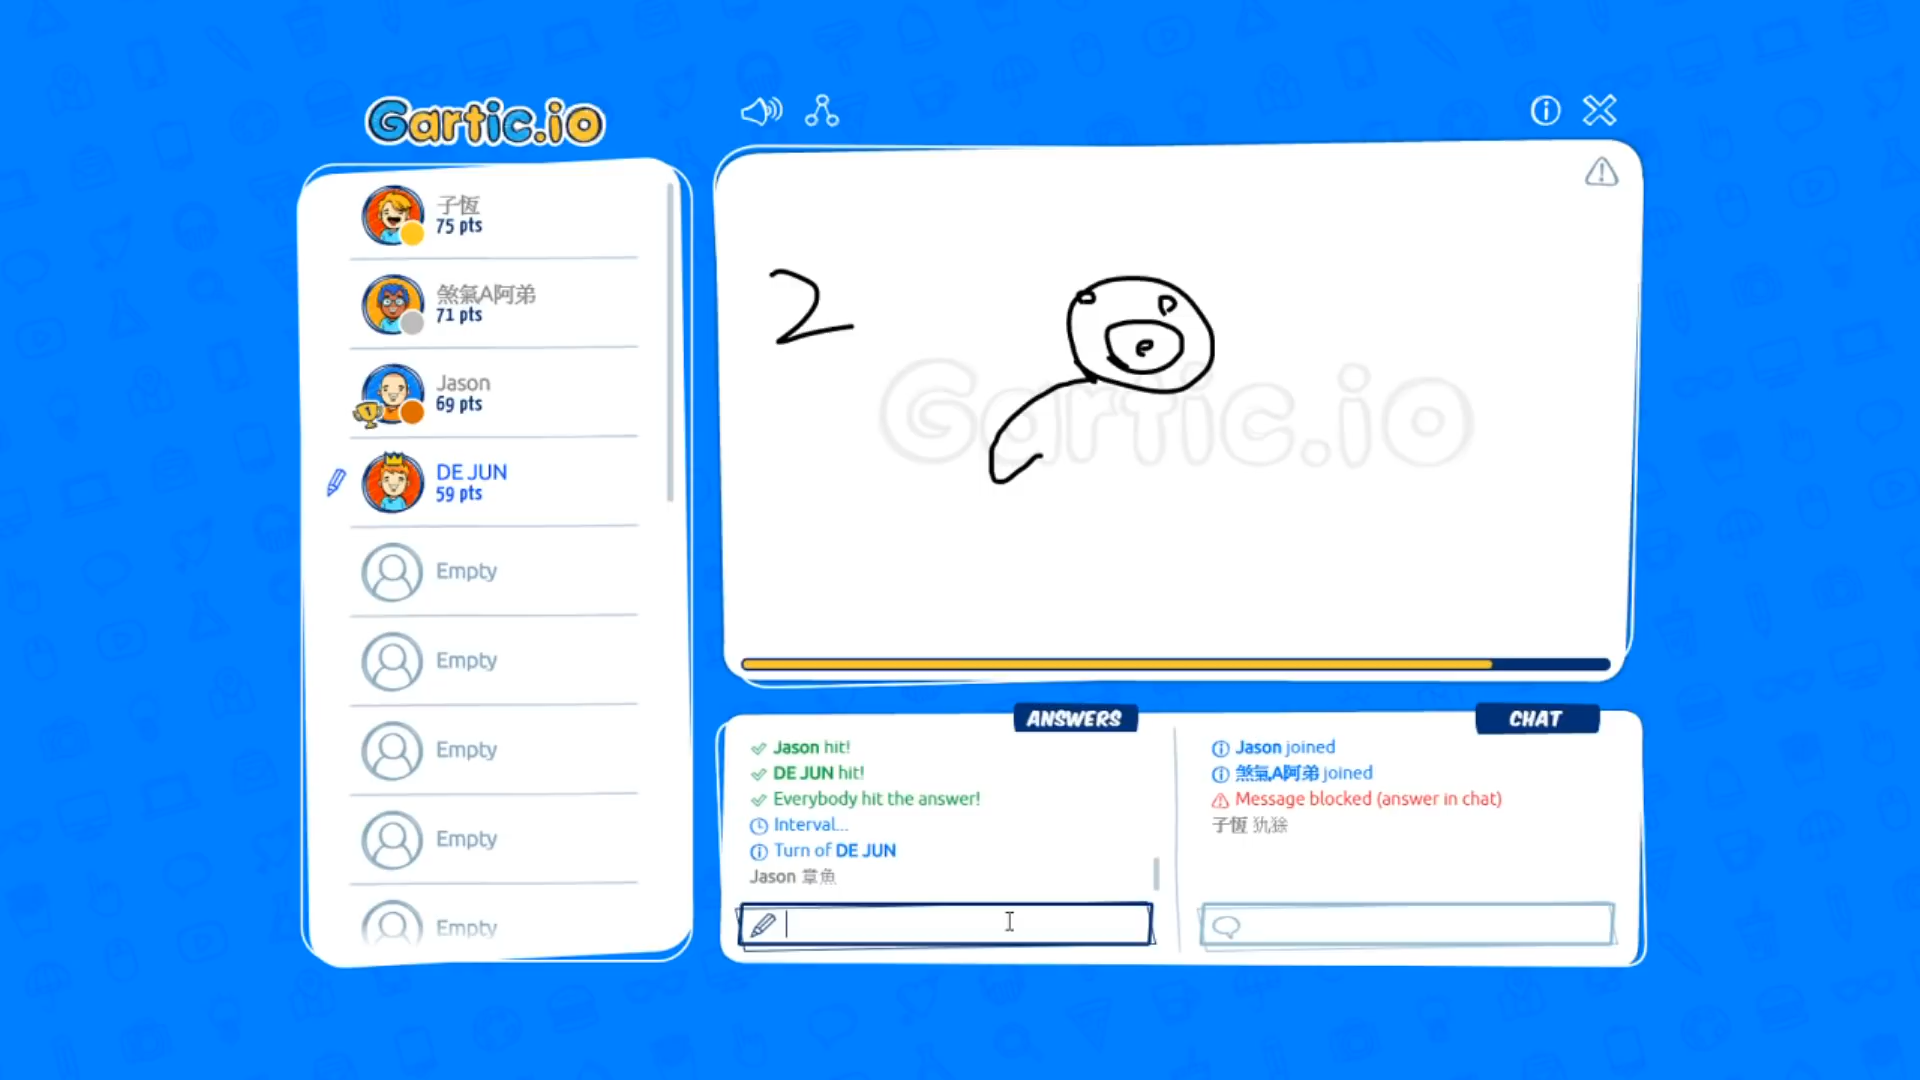 Gartic.io
子恆
75 pts
煞氣A阿弟
71 pts
Jason
69 pts
DE JUN
59 pts
Empty
Empty
Empty
Empty
Empty
2
Gartic.io
ANSWERS
Jason hit!
DE JUN hit!
Everybody hit the answer!
Interval...
Turn of DE JUN
Jason 章魚
CHAT
Jason joined
煞氣A阿弟 joined
Message blocked (answer in chat)
子恆 犰狳